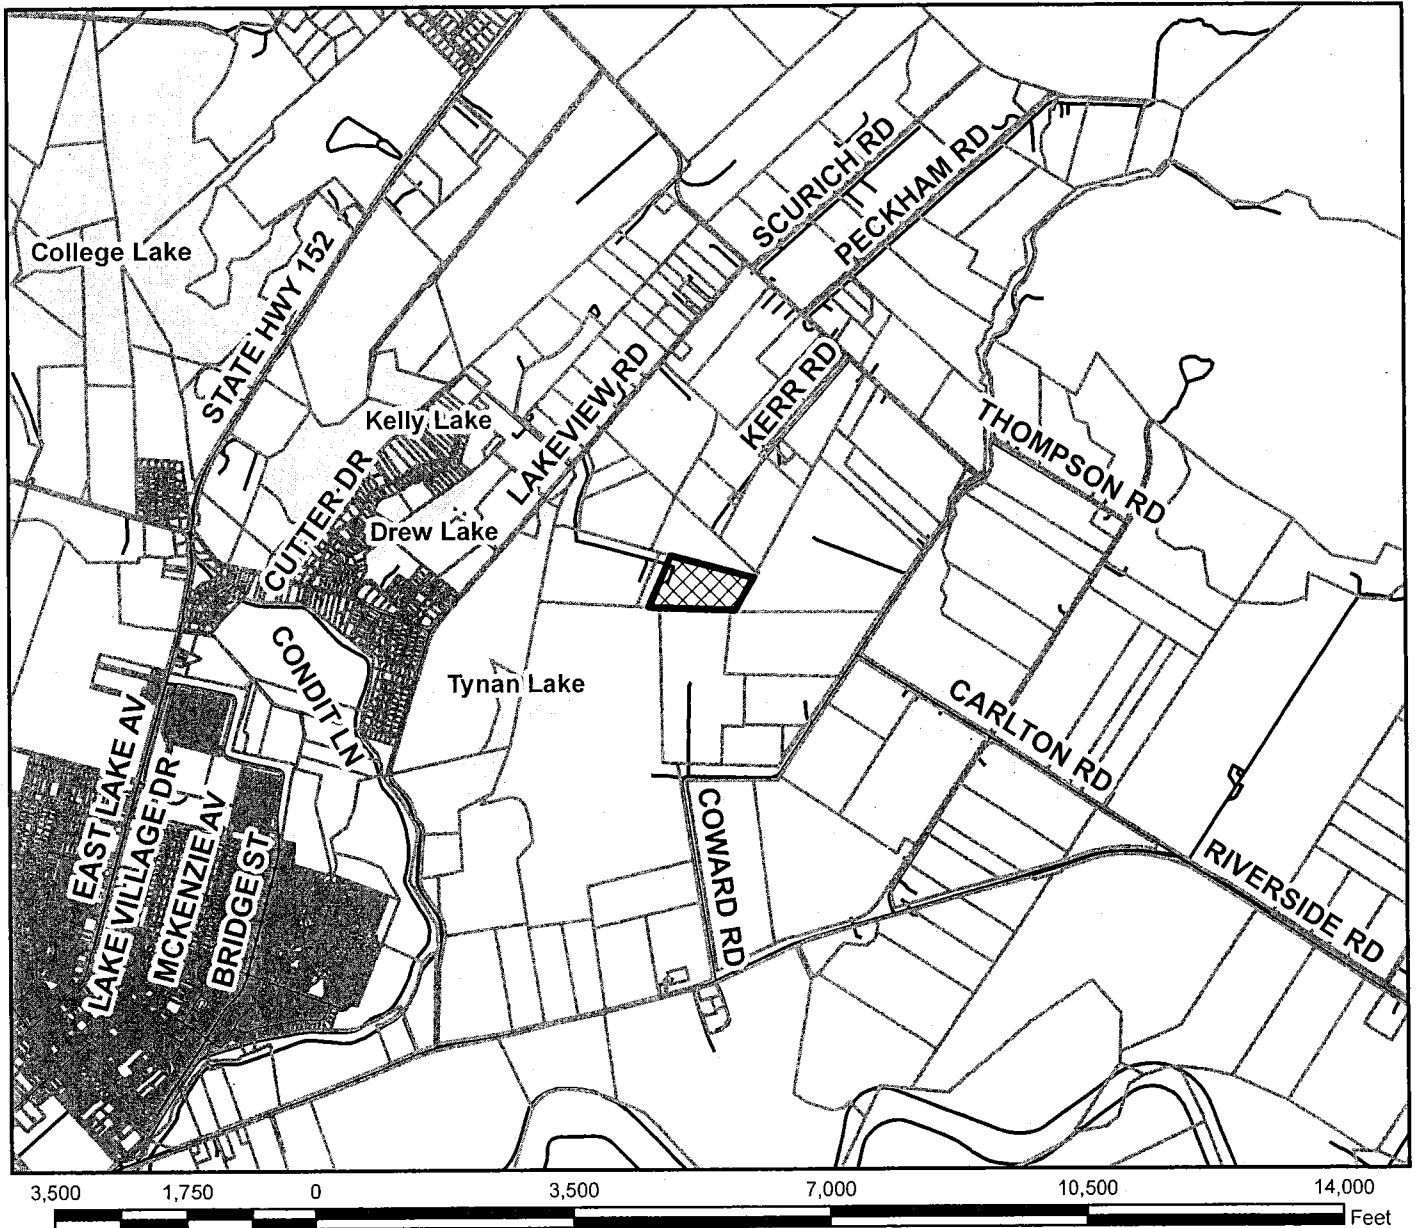 SCURICH RD
PECKHAM RD
College Lake
STATE HWY 152
LAKEVIEW RD
KERR RD
Kelly Lake
THOMPSON RD
CUTTER DR
Drew Lake
CONDIT LN
Tynan Lake
CARLTON RD
EAST LAKE AV
LAKE VILLAGE DR
MCKENZIE AV
BRIDGE ST
COWARD RD
RIVERSIDE RD
3,500 1,750 0 3,500 7,000 10,500 14,000
Feet